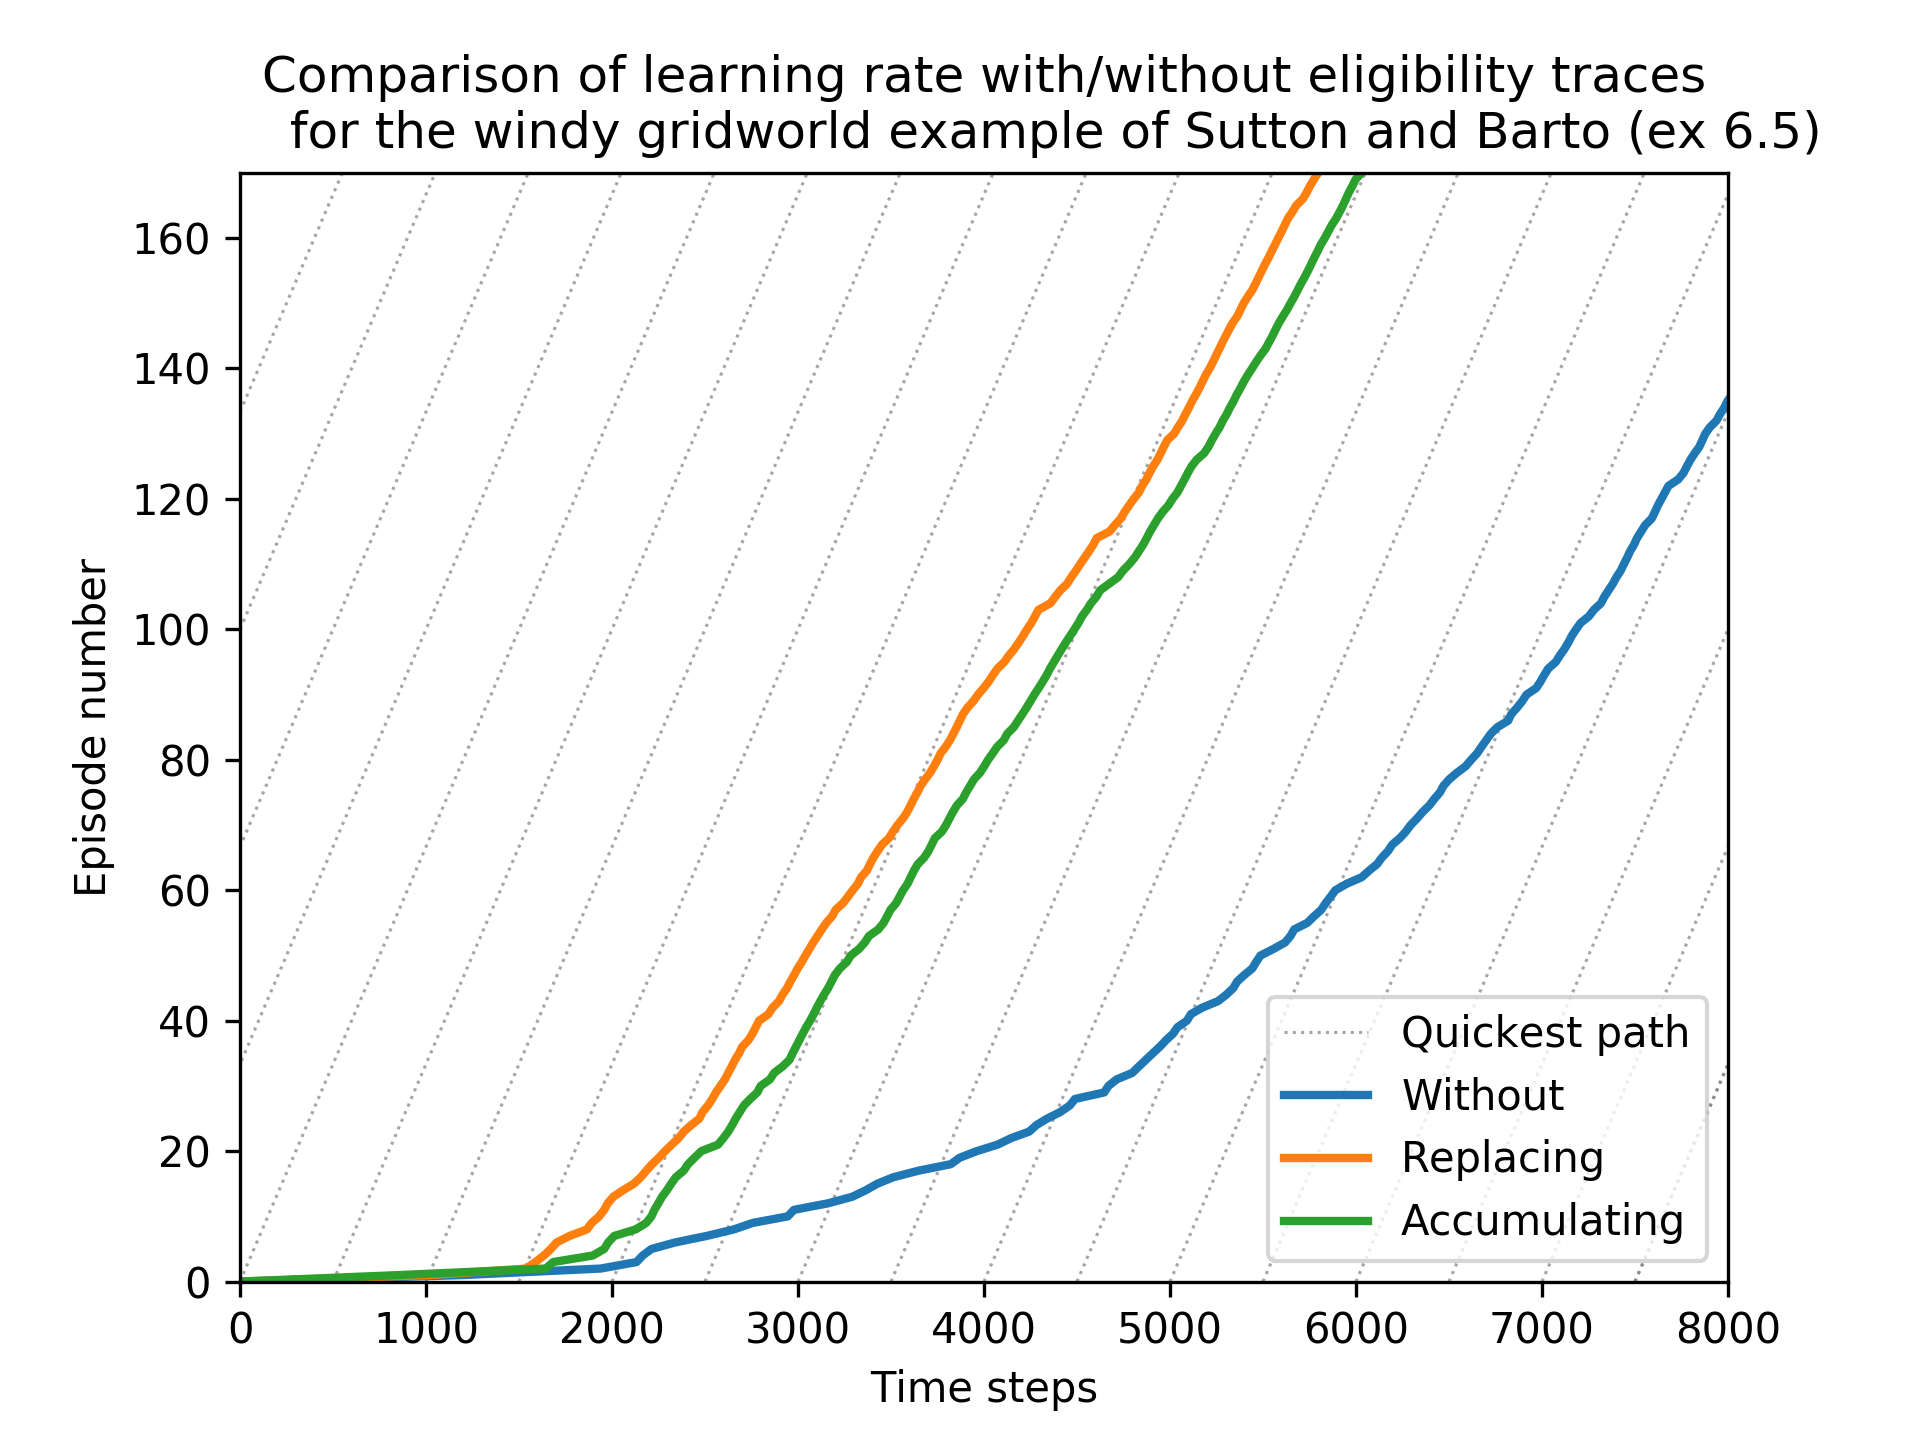 Comparison of learning rate with/without eligibility traces
for the windy gridworld example of Sutton and Barto (ex 6.5)
160
140
120
100
80
60
40
20
0
Episode number
Quickest path
Without
Replacing
Accumulating
0 1000 2000 3000 4000 5000 6000 7000 8000
Time steps